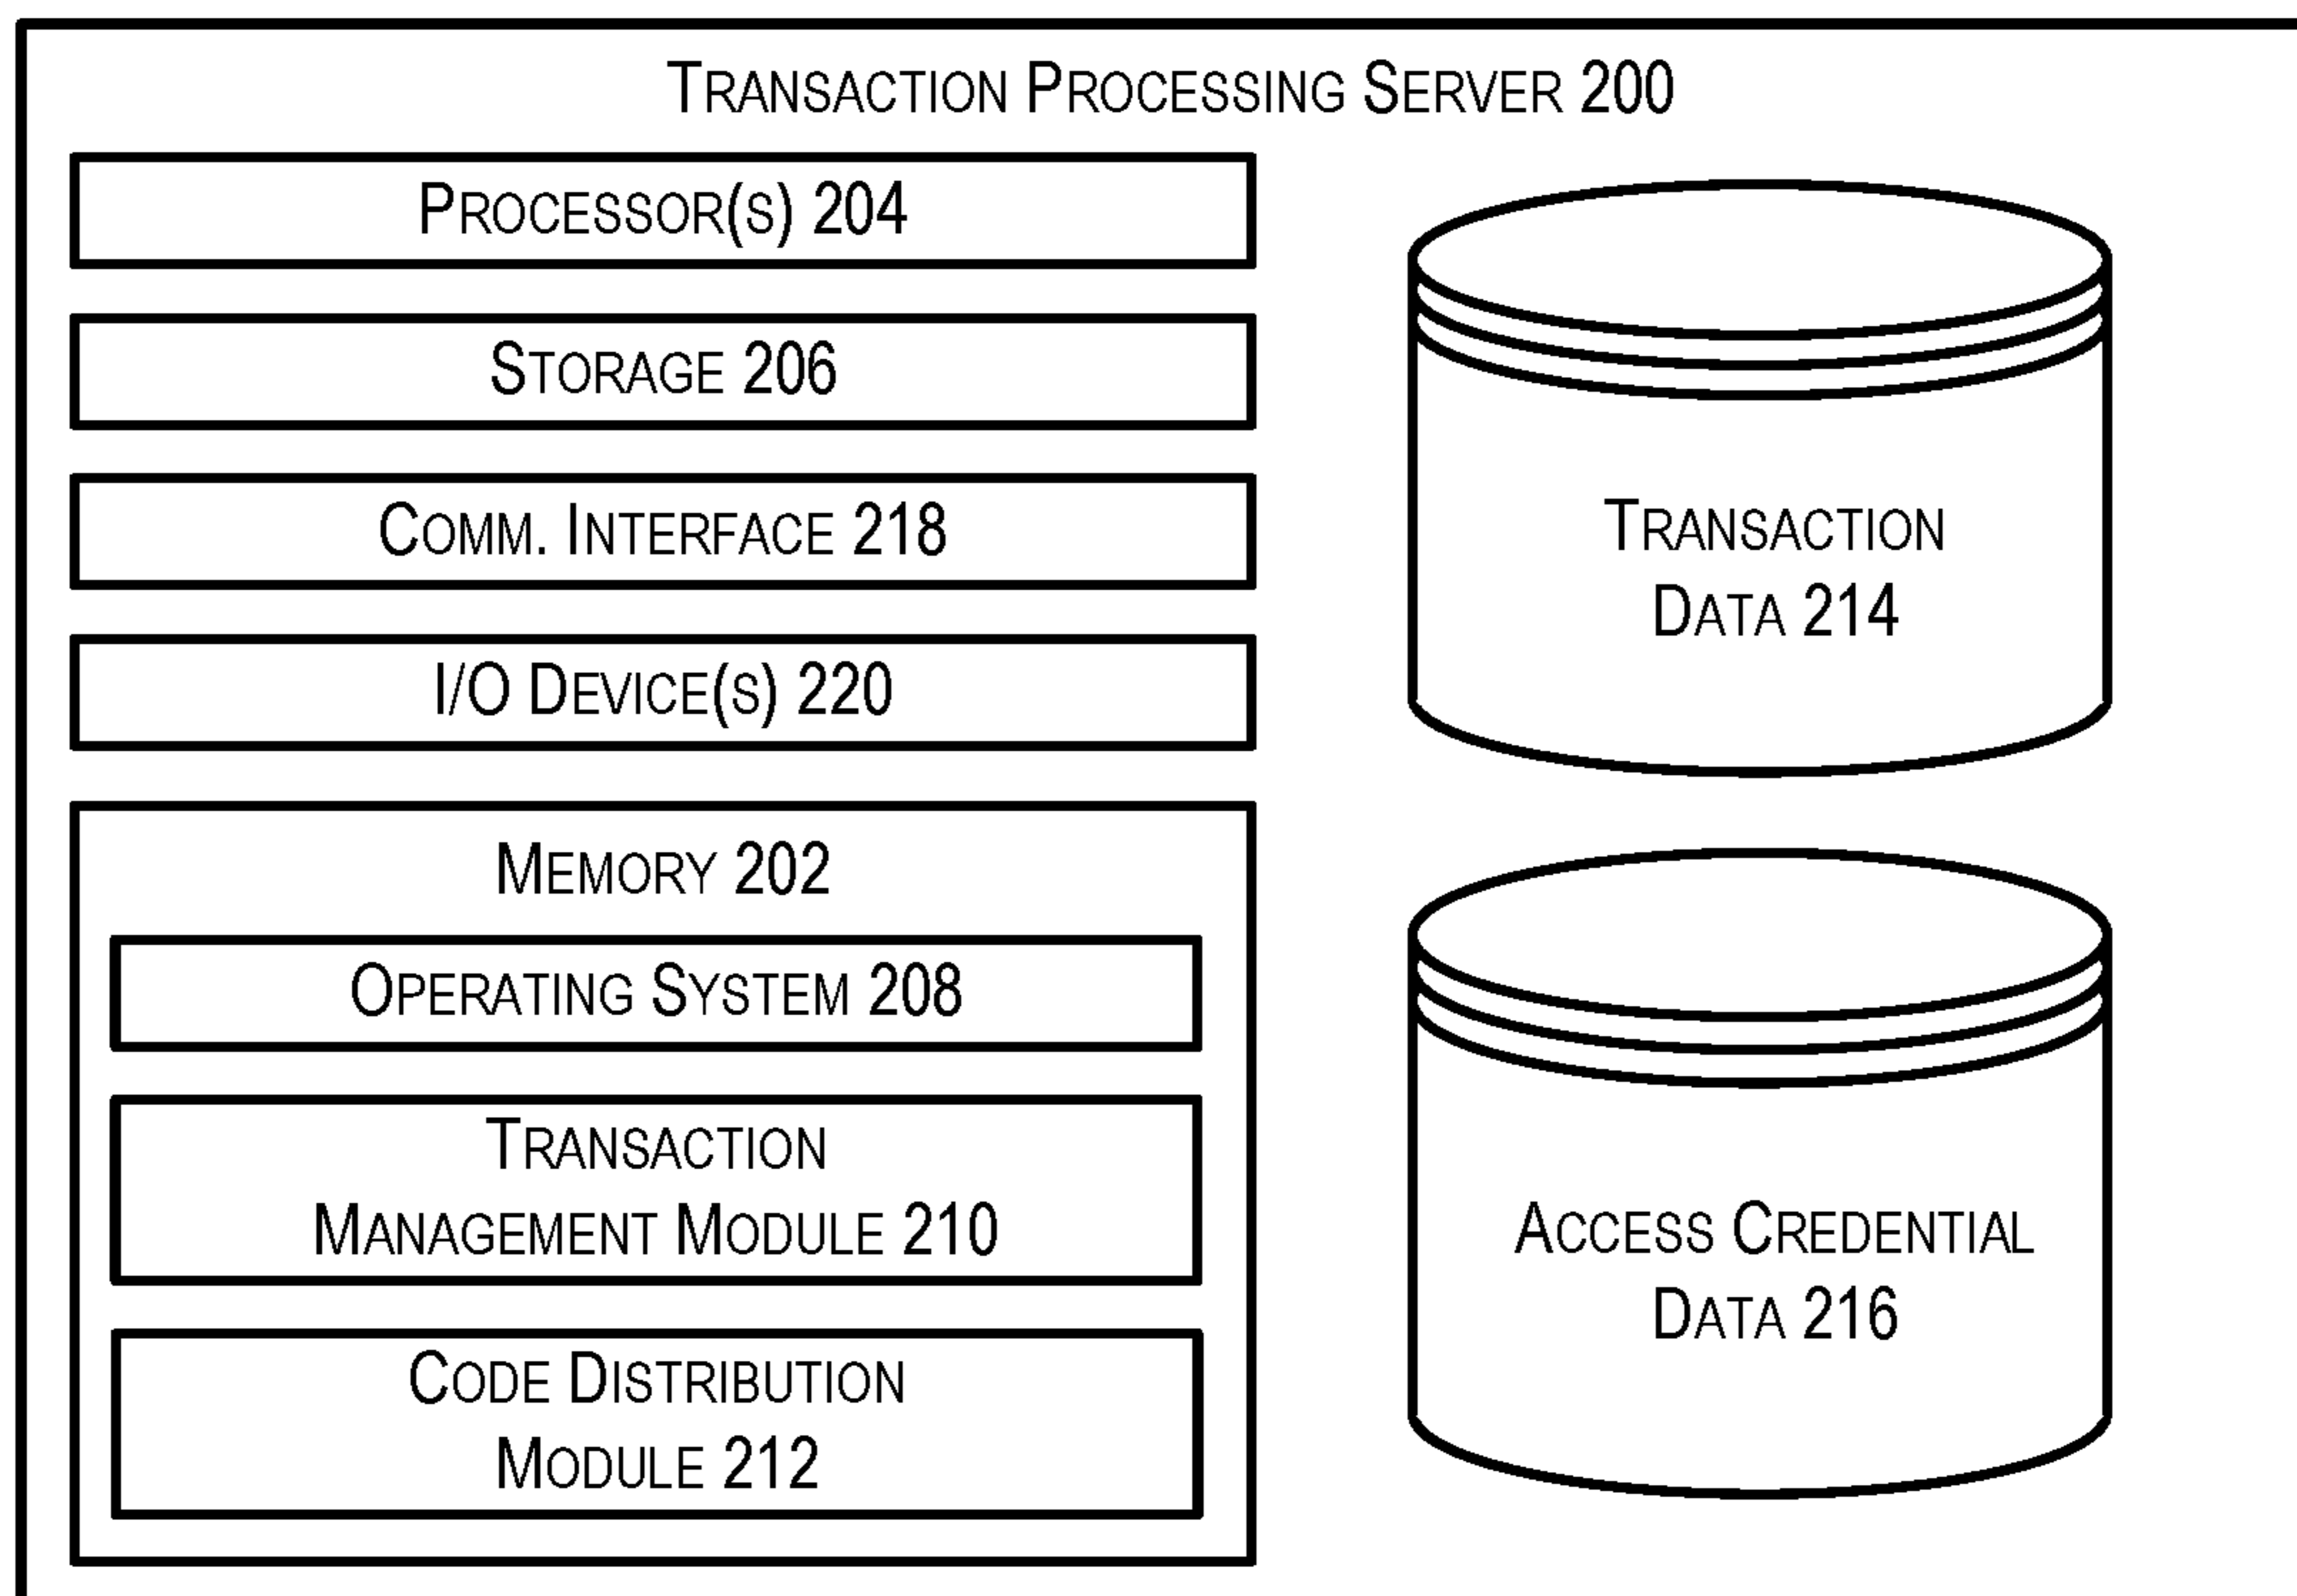 TRANSACTION PROCESSING SERVER 200
PROCESSOR(S) 204
STORAGE 206
COMM. INTERFACE 218
I/O DEVICE(S) 220
MEMORY 202
OPERATING SYSTEM 208
TRANSACTION
MANAGEMENT MODULE 210
CODE DISTRIBUTION
MODULE 212
TRANSACTION
DATA 214
ACCESS CREDENTIAL
DATA 216